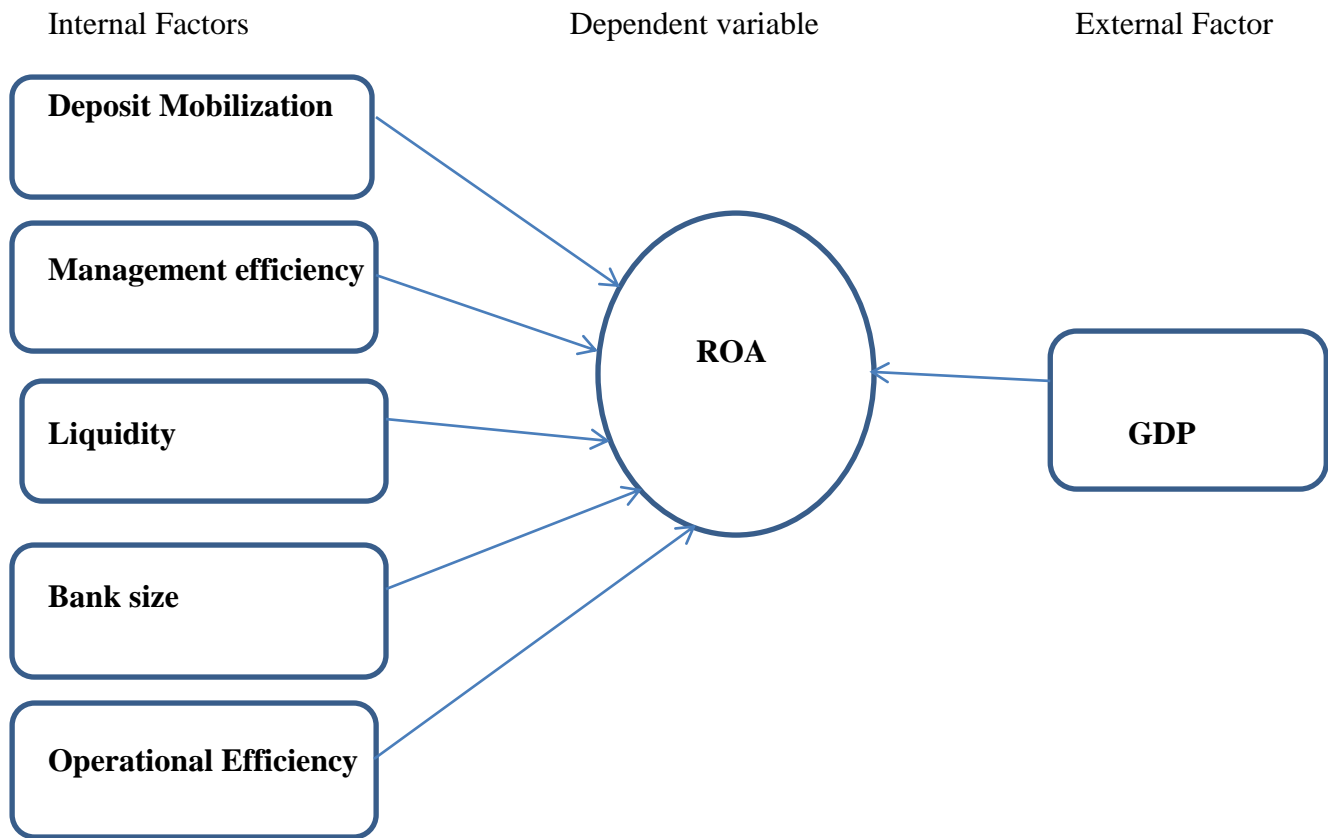 Internal Factors
Dependent variable
External Factor
Deposit Mobilization
Management efficiency
Liquidity
Bank size
Operational Efficiency
ROA
GDP